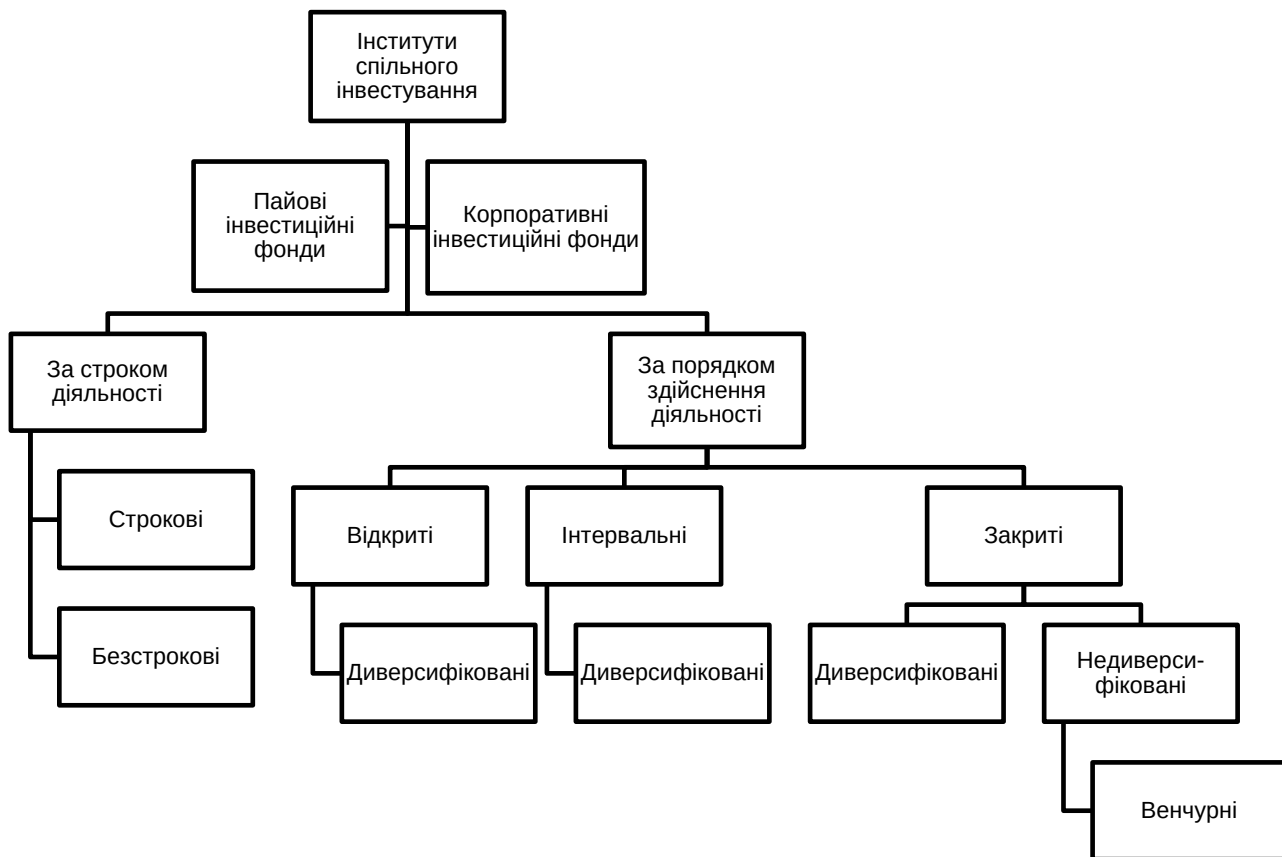 Інститути
спільного
інвестування
Пайові
інвестиційні
фонди
Корпоративні
інвестиційні фонди
За строком
діяльності
За порядком
здійснення
діяльності
Строкові
Безстрокові
Відкриті
Інтервальні
Закриті
Диверсифіковані
Диверсифіковані
Диверсифіковані
Недиверси-
фіковані
Венчурні